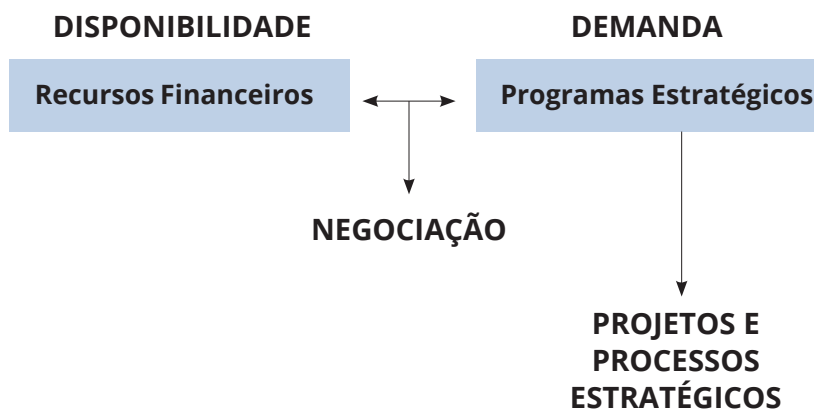 DISPONIBILIDADE
DEMANDA
Recursos Financeiros
Programas Estratégicos
NEGOCIAÇÃO
PROJETOS E
PROCESSOS
ESTRATÉGICOS